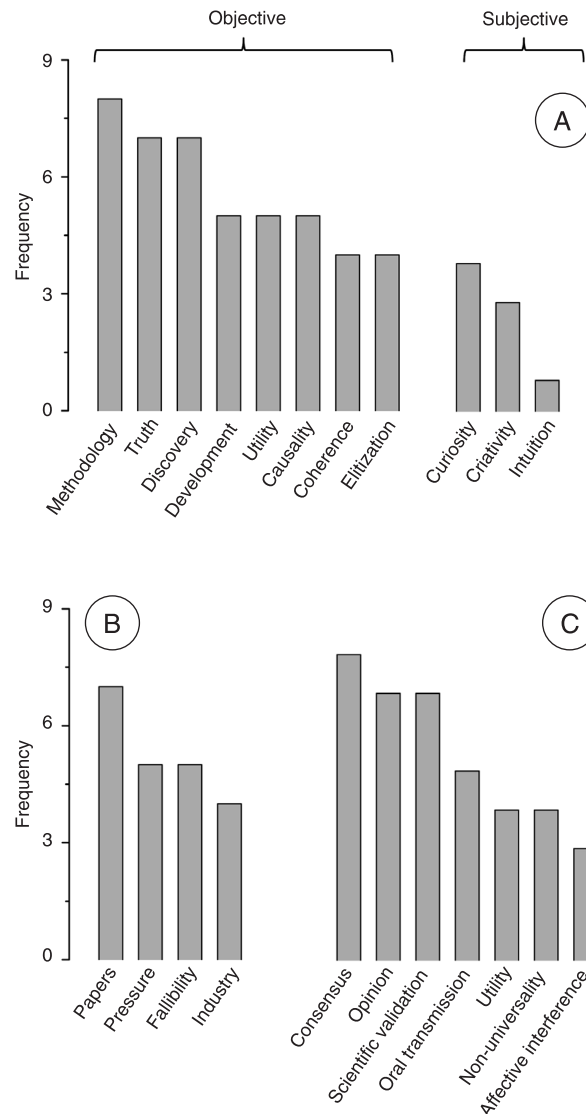 Objective
Subjective
A
9
6
3
0
Frequency
Methodology
Truth
Discovery
Development
Utility
Causality
Coherence
Elitization
Curiosity
Criativity
Intuition
B
C
9
6
3
0
Frequency
Papers
Pressure
Fallibility
Industry
Consensus
Opinion
Scientific validation
Oral transmission
Utility
Non-universality
Affective interference